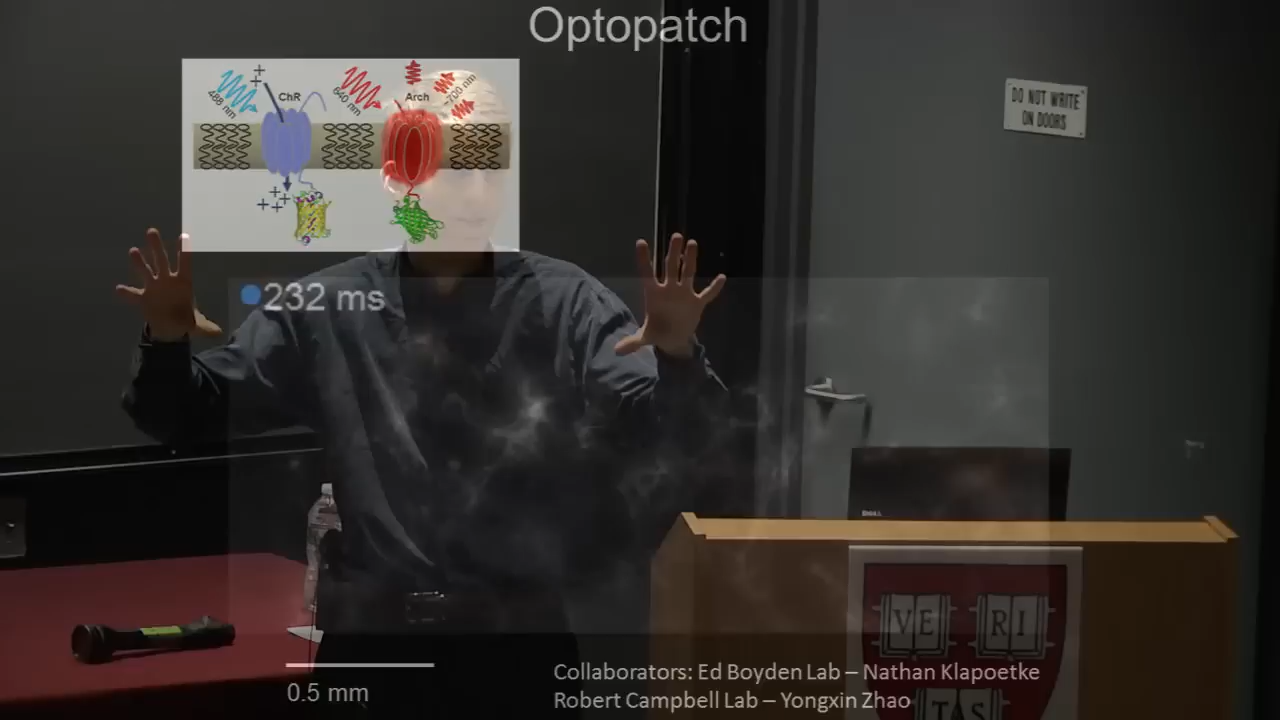 Optopatch
488 nm
ChR
640 nm
Arch
~700 nm
DO NOT WRITE
ON DOORS
232 ms
DELL
VE RI
TAS
0.5 mm
Collaborators: Ed Boyden Lab – Nathan Klapoetke
Robert Campbell Lab – Yongxin Zhao